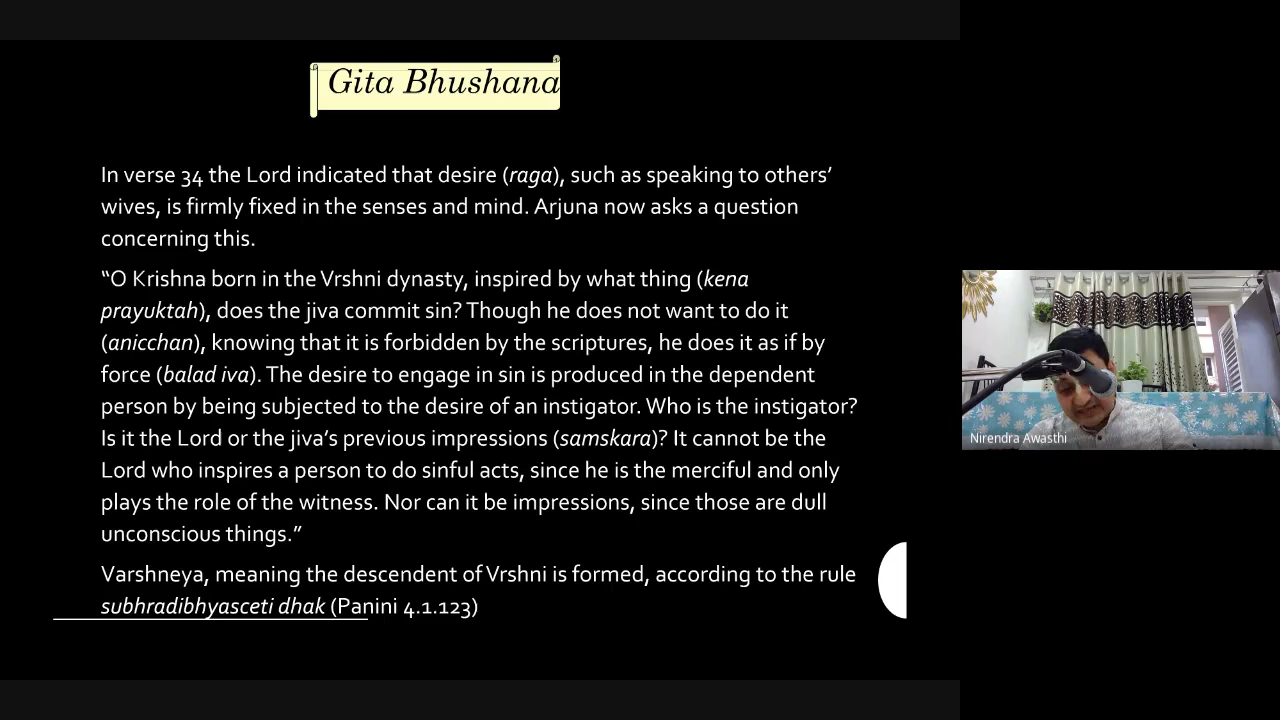 Gita Bhushana
In verse 34 the Lord indicated that desire (raga), such as speaking to others’
wives, is firmly fixed in the senses and mind. Arjuna now asks a question
concerning this.
“O Krishna born in the Vrshni dynasty, inspired by what thing (kena
prayuktah), does the jiva commit sin? Though he does not want to do it
(anicchan), knowing that it is forbidden by the scriptures, he does it as if by
force (balad iva). The desire to engage in sin is produced in the dependent
person by being subjected to the desire of an instigator. Who is the instigator?
Is it the Lord or the jiva’s previous impressions (samskara)? It cannot be the
Lord who inspires a person to do sinful acts, since he is the merciful and only
plays the role of the witness. Nor can it be impressions, since those are dull
unconscious things.”
Varshneya, meaning the descendent of Vrshni is formed, according to the rule
subhradibhyasceti dhak (Panini 4.1.123)
Nirendra Awasthi